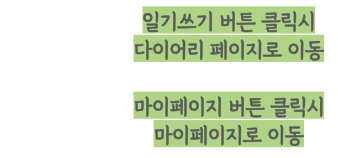 일기쓰기 버튼 클릭시
다이어리 페이지로 이동
마이페이지 버튼 클릭시
마이페이지로 이동